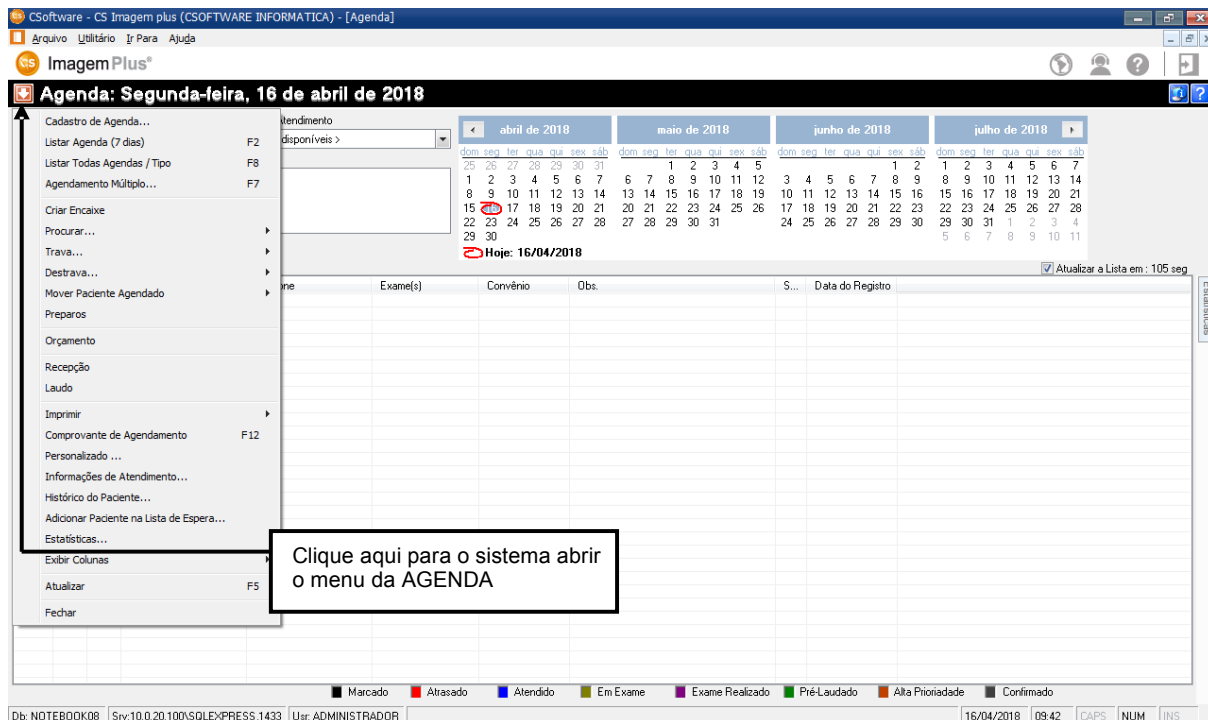 CSoftware - CS Imagem plus (CSOFTWARE INFORMATICA) - [Agenda]
Arquivo Utilitário Ir Para Ajuda
CS ImagemPlus®
Agenda: Segunda-feira, 16 de abril de 2018
Cadastro de Agenda...
Listar Agenda (7 dias) F2
Listar Todas Agendas / Tipo F8
Agendamento Múltiplo... F7
Criar Encaixe
Procurar...
Trava...
Destrava...
Mover Paciente Agendado
Preparos
Orçamento
Recepção
Laudo
Imprimir
Comprovante de Agendamento F12
Personalizado ...
Informações de Atendimento...
Histórico do Paciente...
Adicionar Paciente na Lista de Espera...
Estatísticas...
Exibir Colunas
Atualizar F5
Fechar
tendimento
disponíveis >
abril de 2018
dom seg ter qua qui sex sáb
25 26 27 28 29 30 31
1 2 3 4 5 6 7
8 9 10 11 12 13 14
15 16 17 18 19 20 21
22 23 24 25 26 27 28
29 30
maio de 2018
dom seg ter qua qui sex sáb
1 2 3 4 5
6 7 8 9 10 11 12
13 14 15 16 17 18 19
20 21 22 23 24 25 26
27 28 29 30 31
junho de 2018
dom seg ter qua qui sex sáb
1 2
3 4 5 6 7 8 9
10 11 12 13 14 15 16
17 18 19 20 21 22 23
24 25 26 27 28 29 30
julho de 2018
dom seg ter qua qui sex sáb
1 2 3 4 5 6 7
8 9 10 11 12 13 14
15 16 17 18 19 20 21
22 23 24 25 26 27 28
29 30 31 1 2 3 4
5 6 7 8 9 10 11
Hoje: 16/04/2018
Atualizar a Lista em : 105 seg
one Exame(s) Convênio Obs. S... Data do Registro
Estatísticas
Clique aqui para o sistema abrir
o menu da AGENDA
Marcado Atrasado Atendido Em Exame Exame Realizado Pré-Laudado Alta Prioriadade Confirmado
Db: NOTEBOOK08 Srv:10.0.20.100\SQLEXPRESS,1433 Usr: ADMINISTRADOR 16/04/2018 09:42 CAPS NUM INS